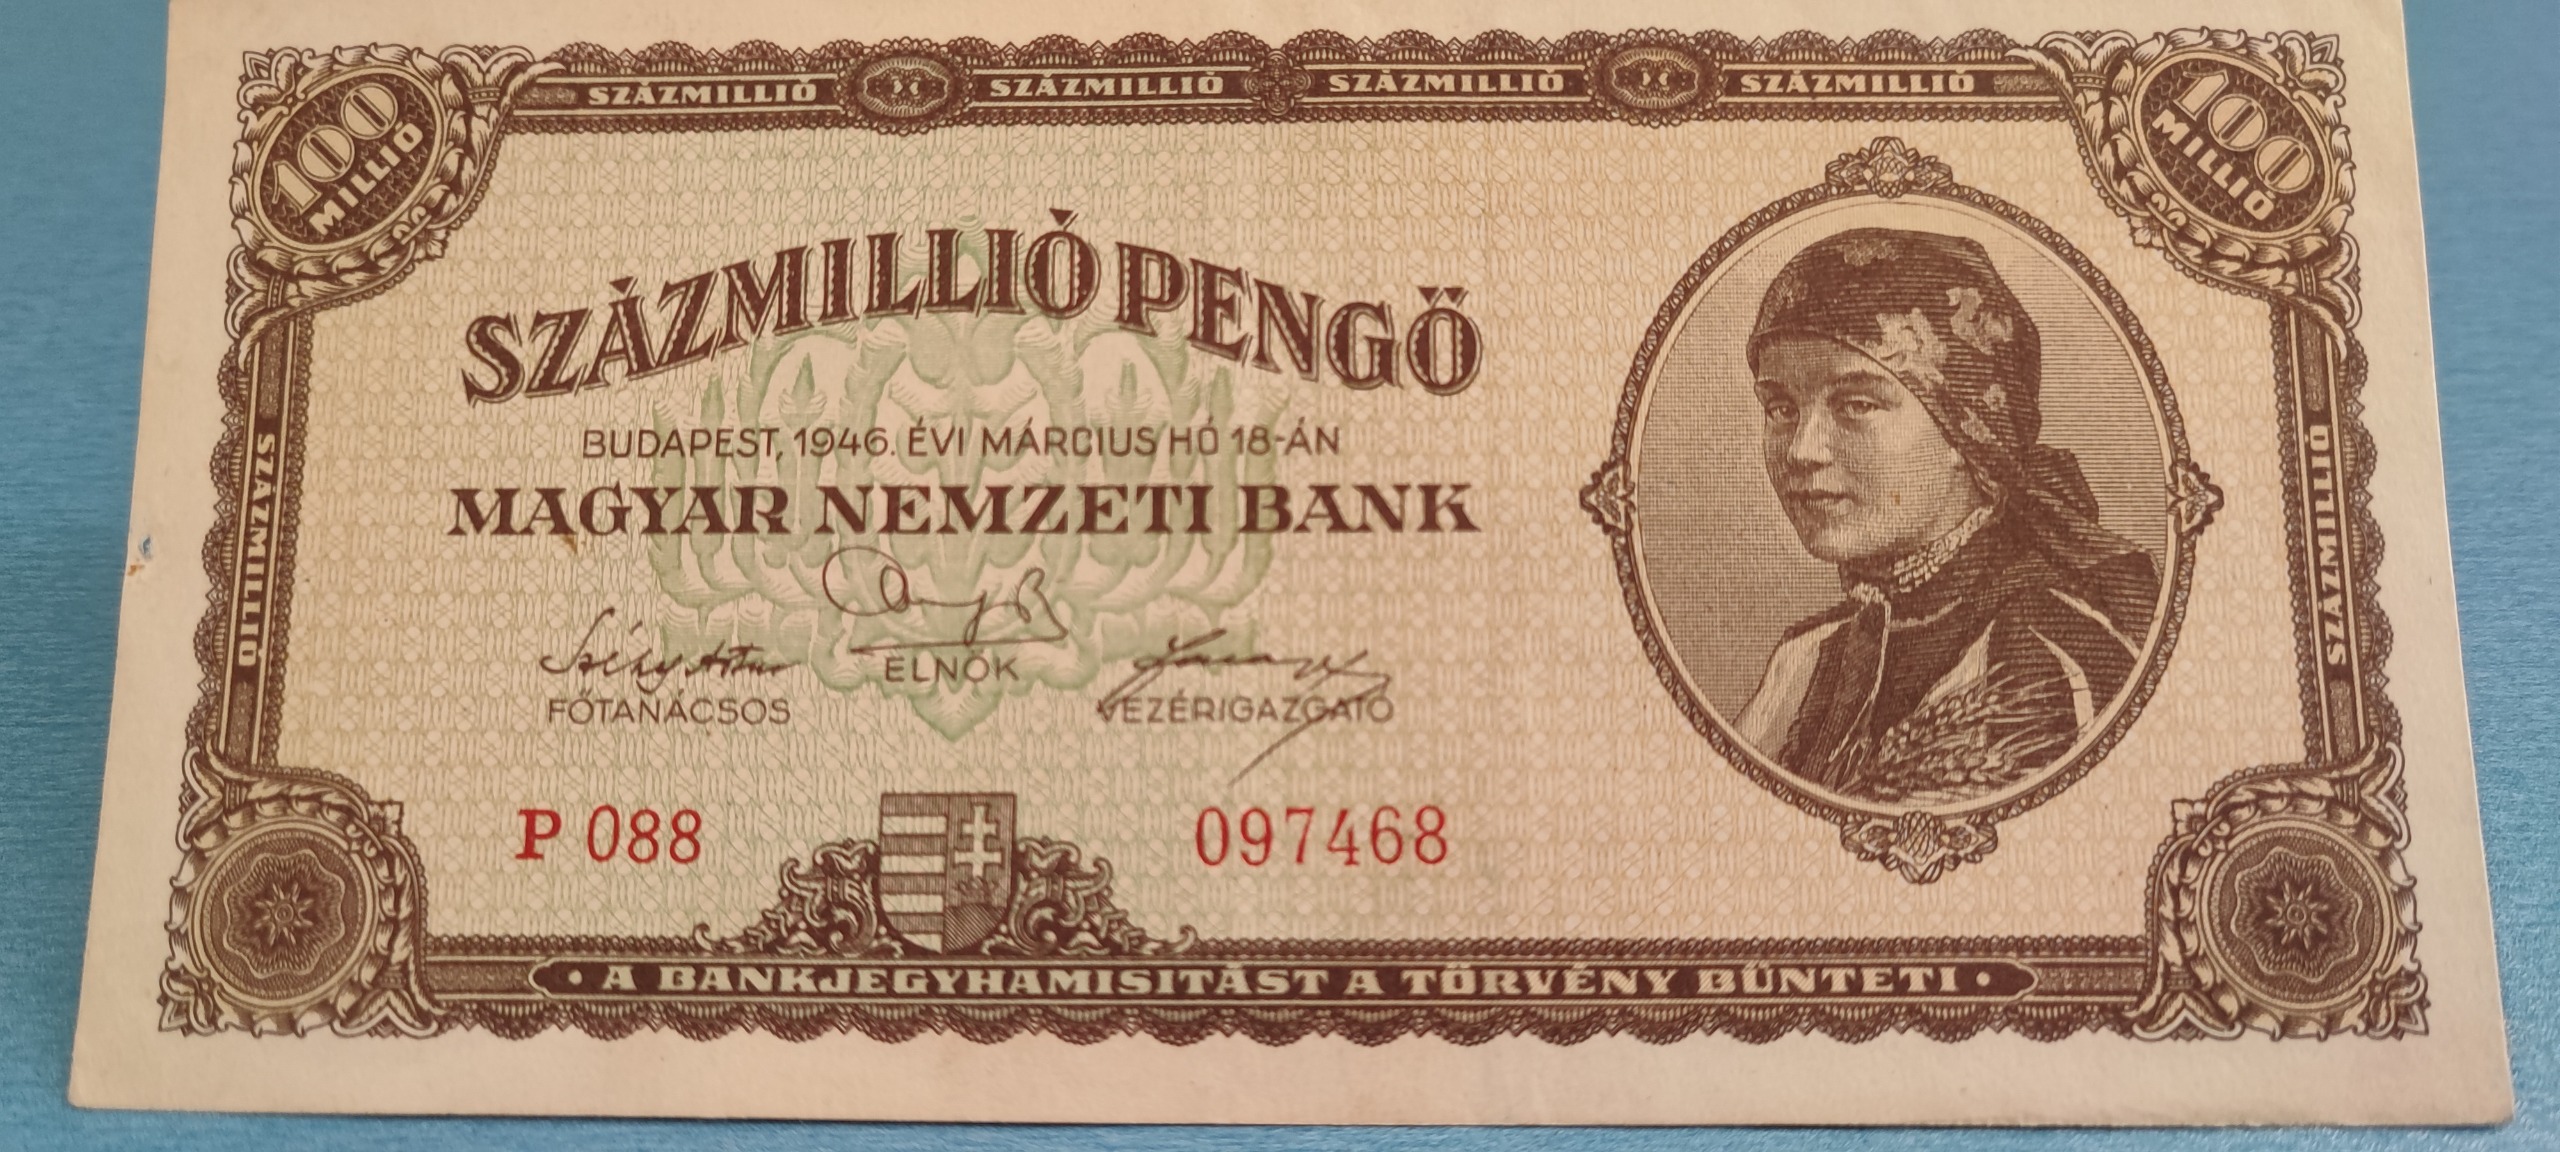 SZÁZMILLIÓ SZÁZMILLIÓ SZÁZMILLIÓ SZÁZMILLIÓ
100
MILLIÓ
100
MILLIÓ
SZÁZMILLIÓ PENGŐ
BUDAPEST, 1946. ÉVI MÁRCIUS HÓ 18-ÁN
MAGYAR NEMZETI BANK
SZÁZMILLIÓ
SZÁZMILLIÓ
ELNÖK
FŐTANÁCSOS
VEZÉRIGAZGATÓ
P 088
097468
• A BANKJEGYHAMISITÁST A TÖRVÉNY BÜNTETI •